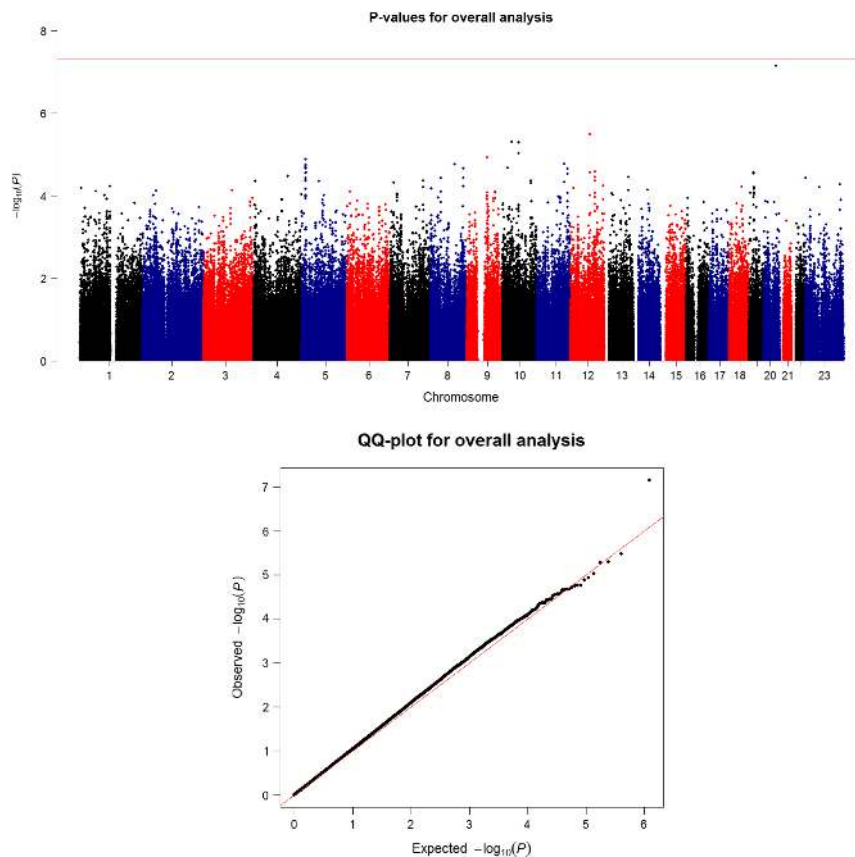 P-values for overall analysis
8
6
4
2
0
−log₁₀(P)
1 2 3 4 5 6 7 8 9 10 11 12 13 14 15 16 17 18 20 21 23
Chromosome
QQ-plot for overall analysis
7
6
5
4
3
2
1
0
Observed −log₁₀(P)
0 1 2 3 4 5 6
Expected −log₁₀(P)